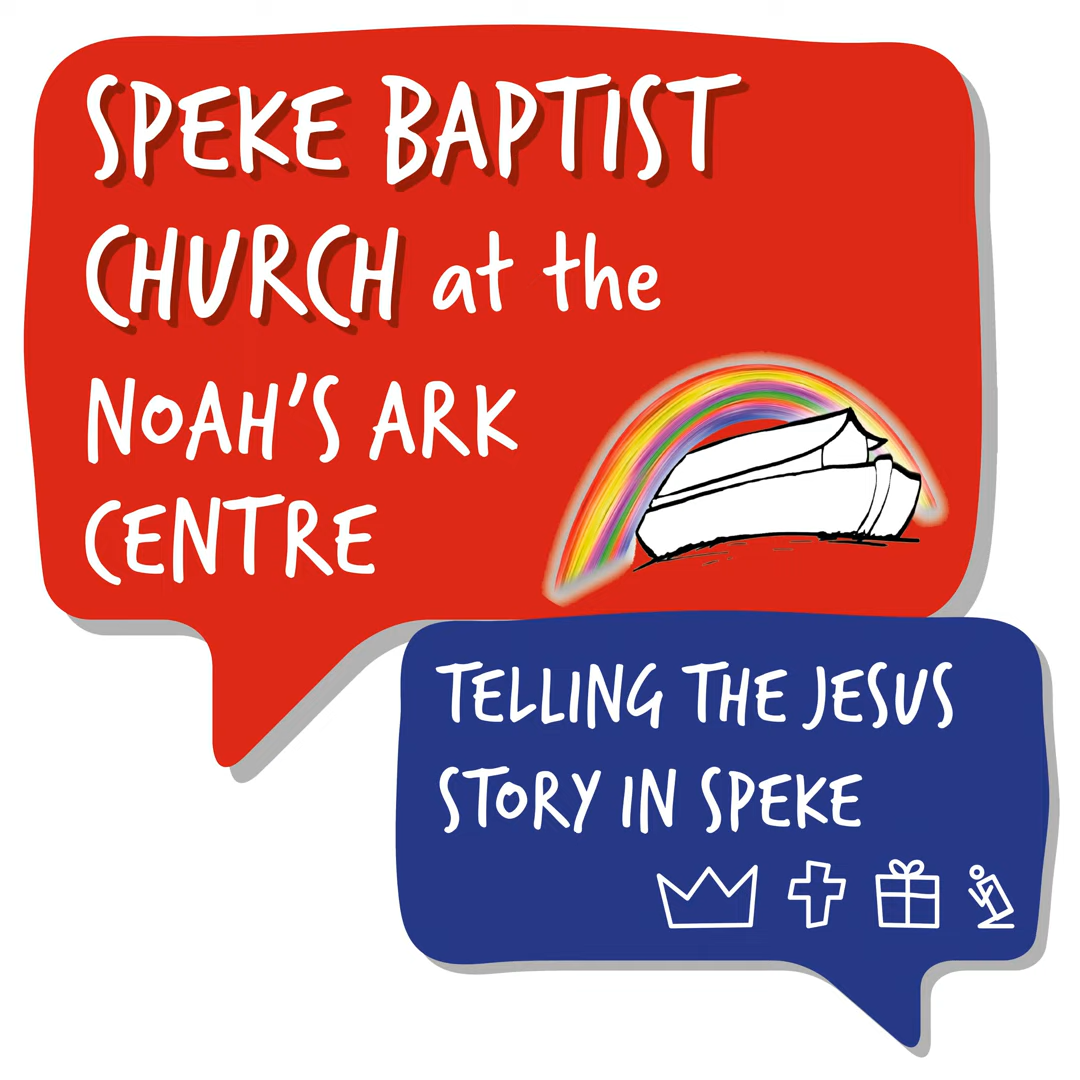 SPEKE BAPTIST
CHURCH at the
NOAH'S ARK
CENTRE
TELLING THE JESUS
STORY IN SPEKE